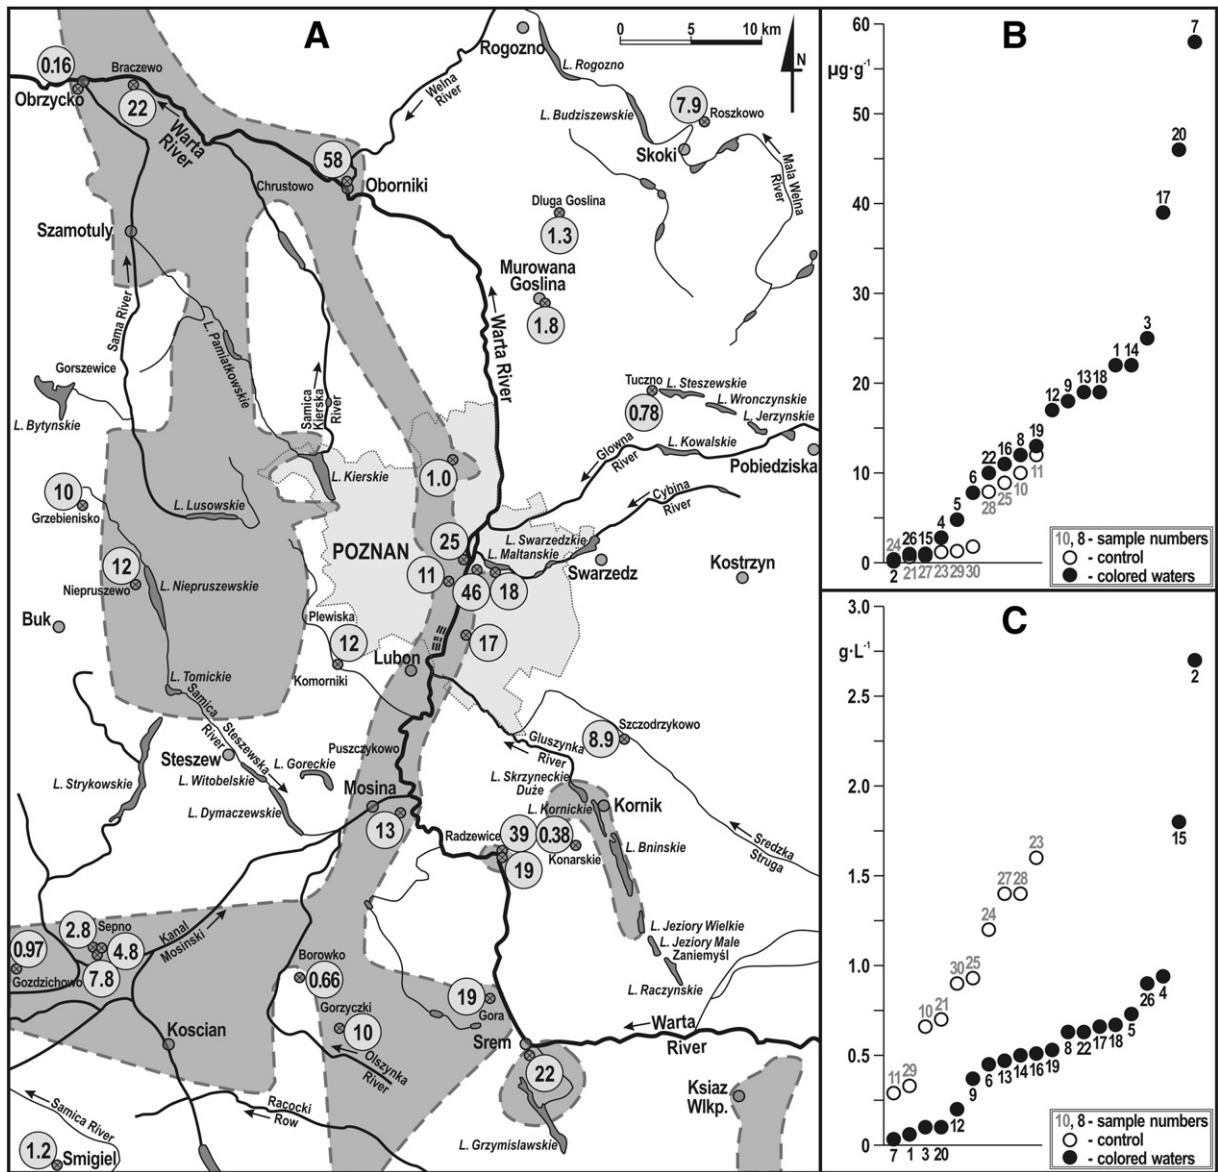 A
0 5 10 km
N
Rogozno
L. Rogozno
Welna
River
L. Budziszewskie
7.9
Roszkowo
Skoki
Mala Welna
River
0.16
Braczewo
Obrzycko
22
Warta
River
58
Oborniki
Chrustowo
Szamotuly
Dluga Goslina
1.3
Murowana
Goslina
1.8
Sama River
L. Pamiatkowskie
Samica
Kierska
River
Warta River
Gorszewice
L. Bytynskie
Tuczno
L. Steszewskie
L. Wronczynskie
L. Jerzynskie
0.78
Glowna
River
L. Kowalskie
Pobiedziska
L. Kierskie
1.0
10
Grzebienisko
L. Lusowskie
Cybina
River
POZNAN
25
L. Swarzedzkie
L. Maltanskie
Swarzedz
Kostrzyn
11
46
18
12
Niepruszewo
L. Niepruszewskie
Buk
Plewiska
12
Komorniki
Lubon
17
L. Tomickie
Samica
River
Steszewska
Steszew
L. Witobelskie
L. Goreckie
Puszczykowo
L. Strykowskie
L. Dymaczewskie
Mosina
13
Gluszynka
River
8.9
Szczodrzykowo
L. Skrzyneckie
Duże
L. Kornickie
Kornik
Radzewice
39
0.38
Konarskie
19
L. Bninskie
Sredzka
Struga
L. Jeziory Wielkie
L. Jeziory Male
Zaniemyśl
L. Raczynskie
2.8
Sepno
4.8
0.97
Gozdzichowo
7.8
Kanal
Mosinski
Borowko
0.66
Gorzyczki
10
19
Gora
Koscian
Olszynka
River
Srem
22
Warta
River
Ksiaz
Wlkp.
Racocki
Row
L. Grzymislawskie
Samica River
1.2
Smigiel
B
60
µg·g⁻¹
50
40
30
20
10
0
7
20
17
3
1 14
13 18
9
12
19
8
16
22
6
5
4
24 26 15
11
10
25
28
2
21 27 23 29 30
10, 8 - sample numbers
- control
- colored waters
C
3.0
g·L⁻¹
2.5
2.0
1.5
1.0
0.5
0
2
15
23
27 28
24
30 25
10 21
11 29
4
26
5
8 22 17 18
6 13 14 16 19
9
12
7 1 3 20
10, 8 - sample numbers
- control
- colored waters